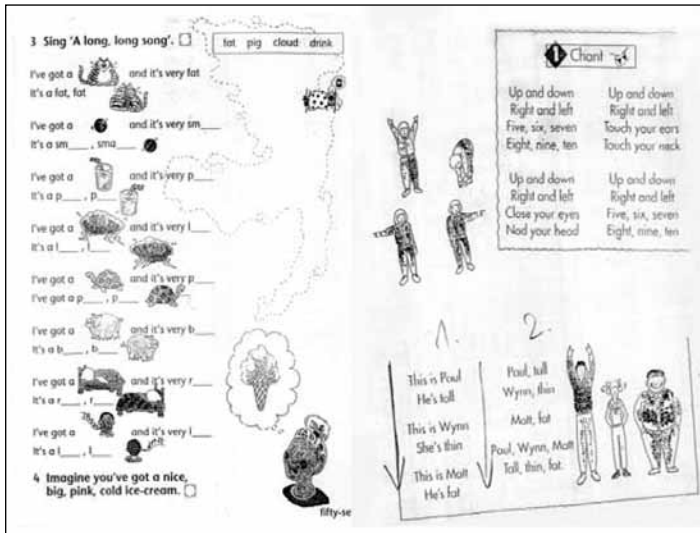 3 Sing 'A long, long song'.
fat pig cloud drink
I've got a and it's very fat
It's a fat, fat
I've got a and it's very sm___
It's a sm___, sma___
I've got a and it's very p___
It's a p___, p___
I've got a and it's very l___
It's a l___, l___
I've got a and it's very p___
I've got a p___, p___
I've got a and it's very b___
It's a b___, b___
I've got a and it's very r___
It's a r___, r___
I've got a and it's very l___
It's a l___, l___
4 Imagine you've got a nice,
big, pink, cold ice-cream.
fifty-se
1 Chant
Up and down
Right and left
Five, six, seven
Eight, nine, ten
Up and down
Right and left
Touch your ears
Touch your neck
Up and down
Right and left
Close your eyes
Nod your head
Up and down
Right and left
Five, six, seven
Eight, nine, ten
1.
This is Paul
He's tall
This is Wynn
She's thin
This is Matt
He's fat
2.
Paul, tall
Wynn, thin
Matt, fat
Paul, Wynn, Matt
Tall, thin, fat.